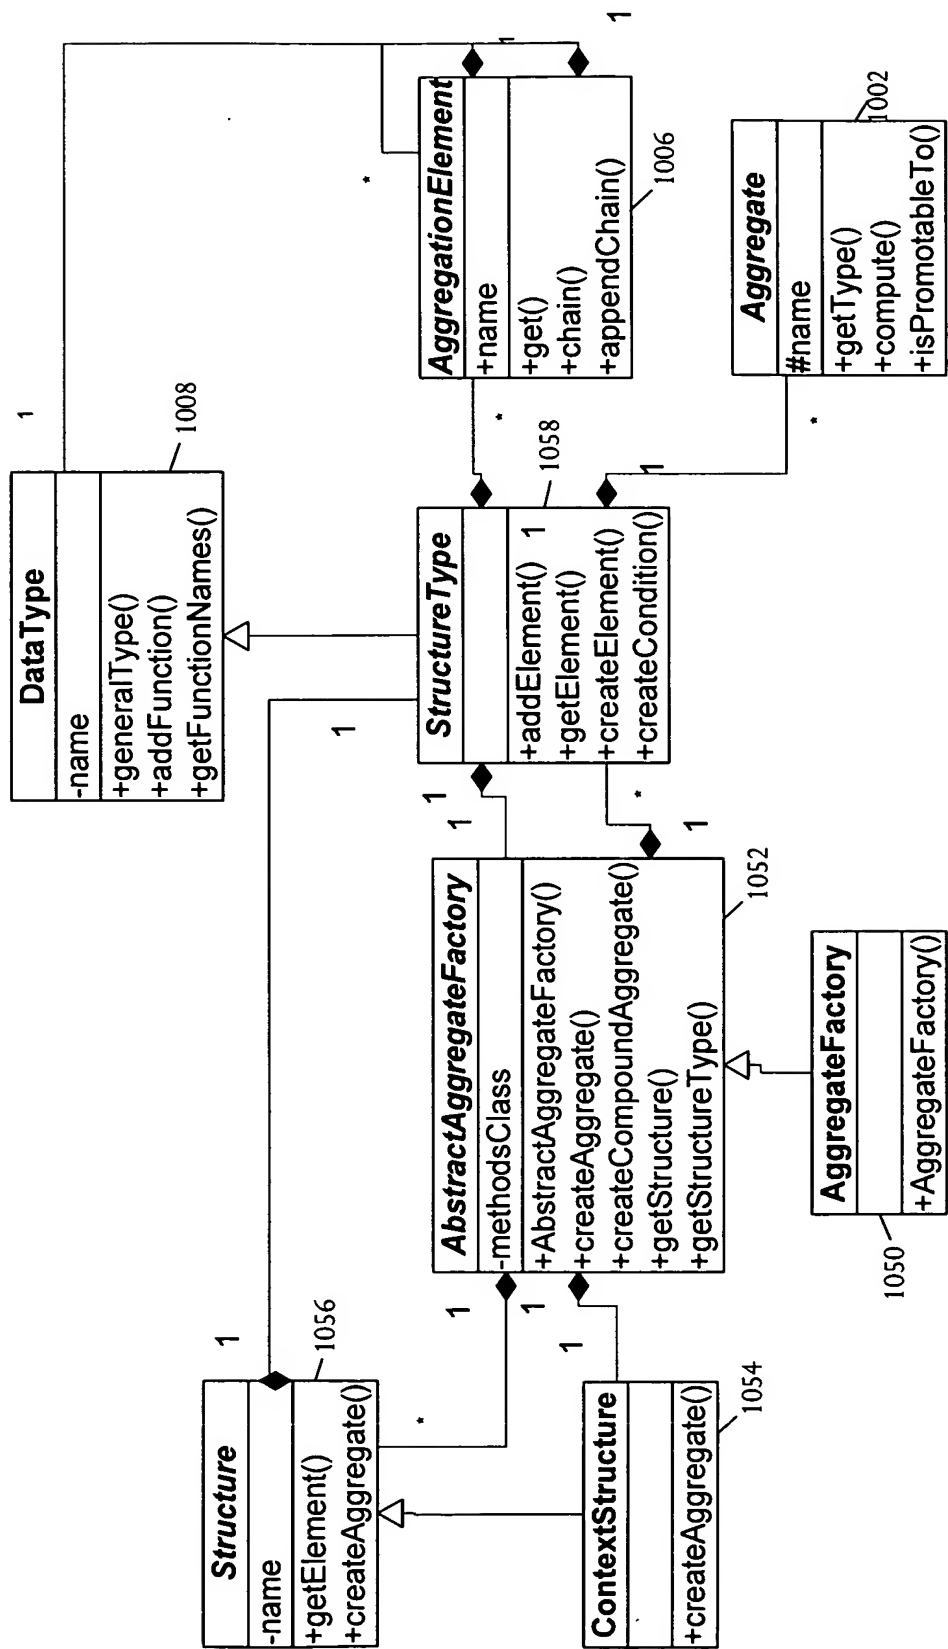 Structure
-name
+getElement()
+createAggregate()
1056
1
*
ContextStructure
+createAggregate()
1054
1
1
1
AbstractAggregateFactory
-methodsClass
+AbstractAggregateFactory()
+createAggregate()
+createCompoundAggregate()
+getStructure()
+getStructureType()
1052
1
1
1
*
AggregateFactory
+AggregateFactory()
1050
DataType
-name
+generalType()
+addFunction()
+getFunctionNames()
1008
1
1
StructureType
+addElement()
+getElement()
+createElement()
+createCondition()
1058
1
1
*
*
AggregationElement
+name
+get()
+chain()
+appendChain()
1006
*
1
1
Aggregate
#name
+getType()
+compute()
+isPromotableTo()
1002